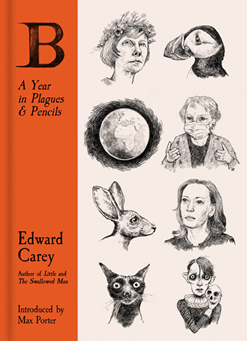 B
A Year
in Plagues
& Pencils
Edward
Carey
Author of Little and
The Swallowed Man
Introduced by
Max Porter